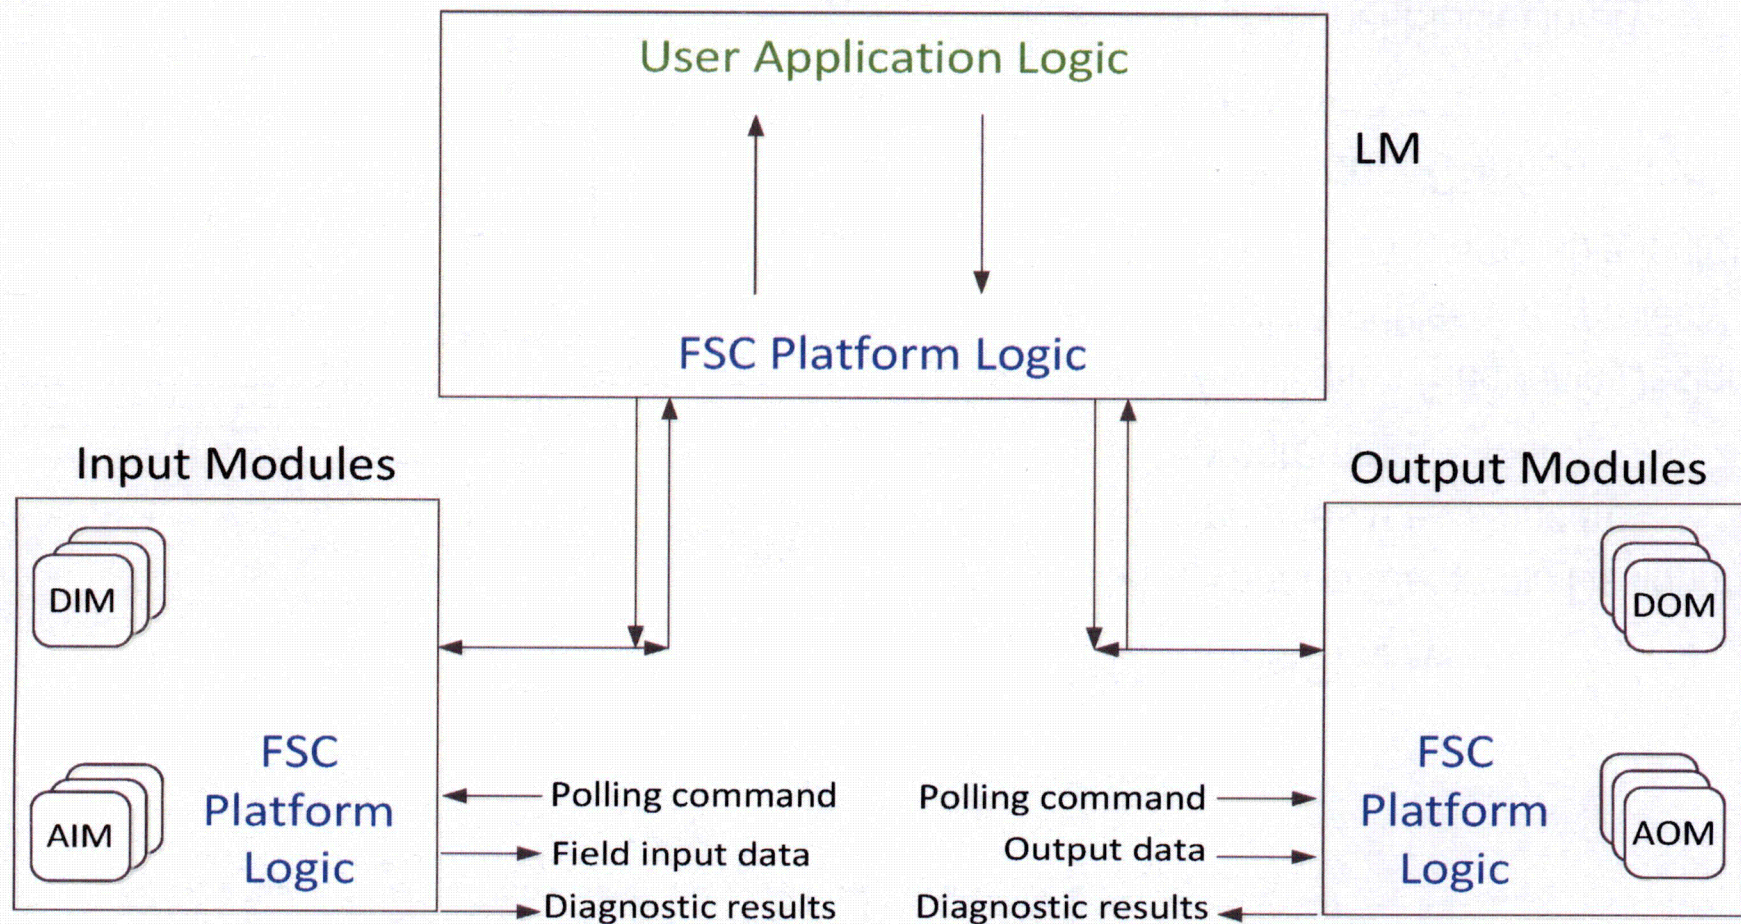 User Application Logic
LM
FSC Platform Logic
Input Modules
DIM
AIM
FSC
Platform
Logic
Polling command
Field input data
Diagnostic results
Output Modules
DOM
AOM
FSC
Platform
Logic
Polling command
Output data
Diagnostic results